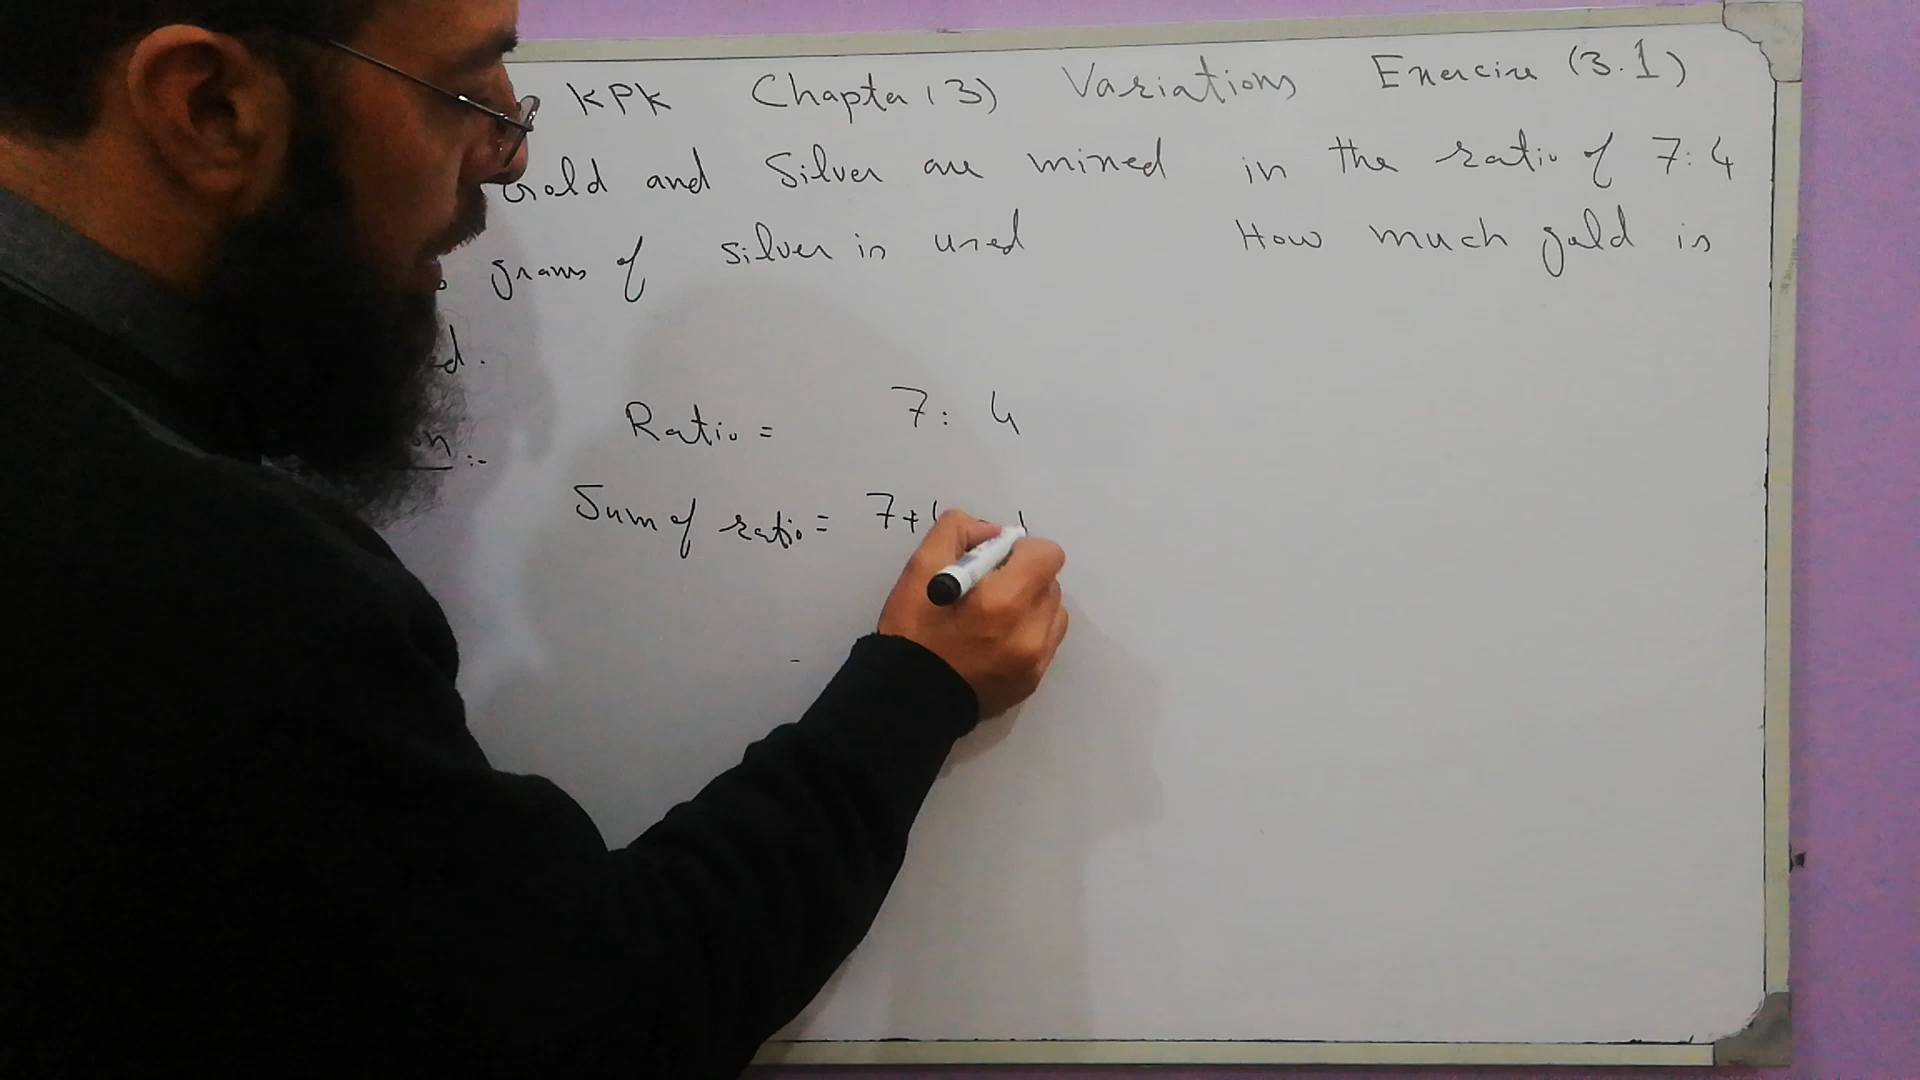 KPK Chapter (3) Variations Exercise (3.1)
Gold and Silver are mixed in the ratio of 7:4
grams of silver is used How much gold is
Ratio = 7: 4
Sum of ratio = 7+